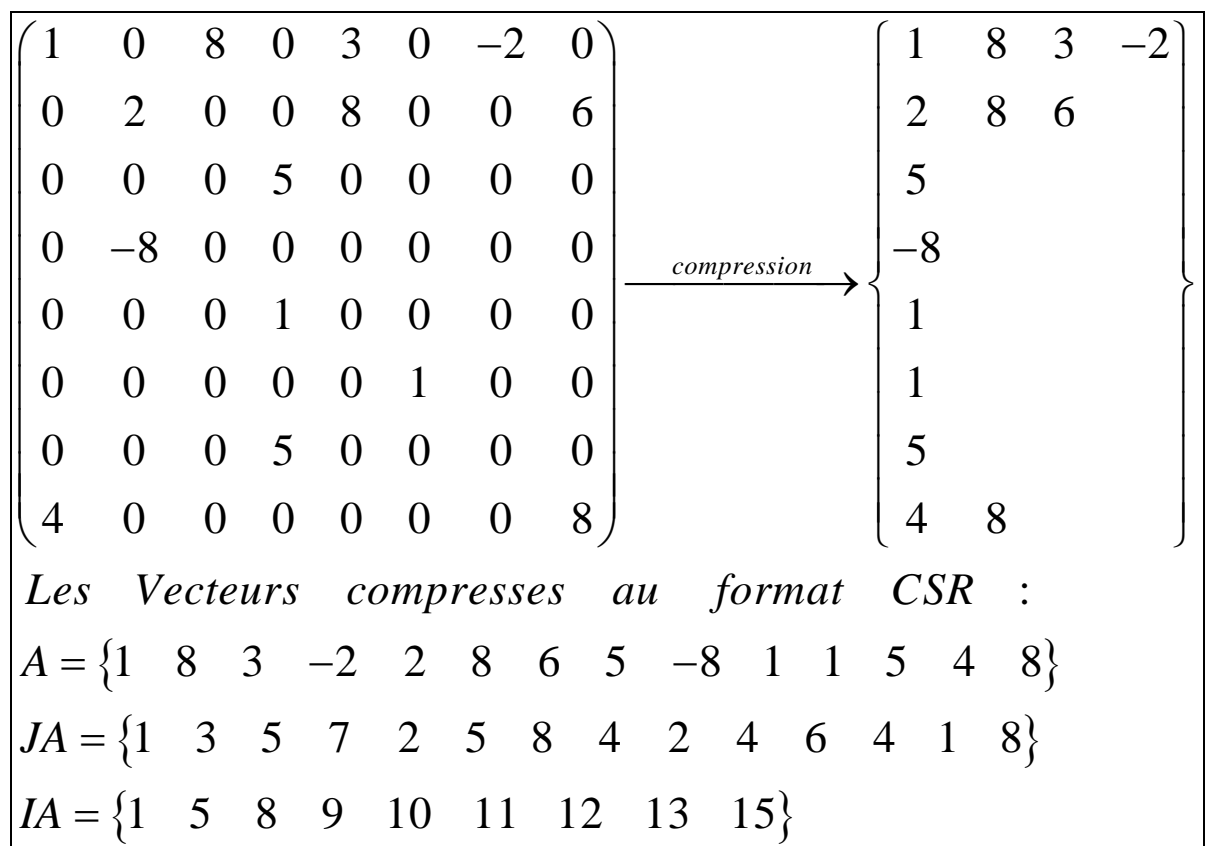 1 0 8 0 3 0 −2 0 1 8 3 −2
0 2 0 0 8 0 0 6 2 8 6
0 0 0 5 0 0 0 0 5
0 −8 0 0 0 0 0 0 −8
compression
0 0 0 1 0 0 0 0 1
0 0 0 0 0 1 0 0 1
0 0 0 5 0 0 0 0 5
4 0 0 0 0 0 0 8 4 8
Les Vecteurs compresses au format CSR :
A = {1 8 3 −2 2 8 6 5 −8 1 1 5 4 8}
JA = {1 3 5 7 2 5 8 4 2 4 6 4 1 8}
IA = {1 5 8 9 10 11 12 13 15}